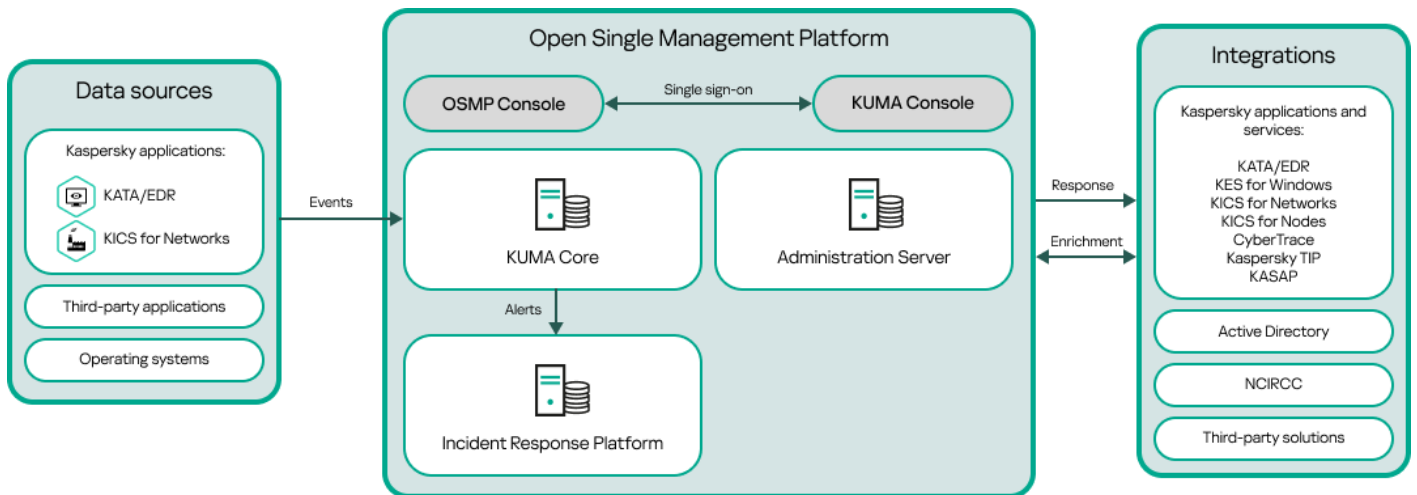 Data sources
Kaspersky applications:
KATA/EDR
KICS for Networks
Third-party applications
Operating systems
Events
Open Single Management Platform
OSMP Console
Single sign-on
KUMA Console
KUMA Core
Administration Server
Alerts
Incident Response Platform
Response
Enrichment
Integrations
Kaspersky applications and
services:
KATA/EDR
KES for Windows
KICS for Networks
KICS for Nodes
CyberTrace
Kaspersky TIP
KASAP
Active Directory
NCIRCC
Third-party solutions